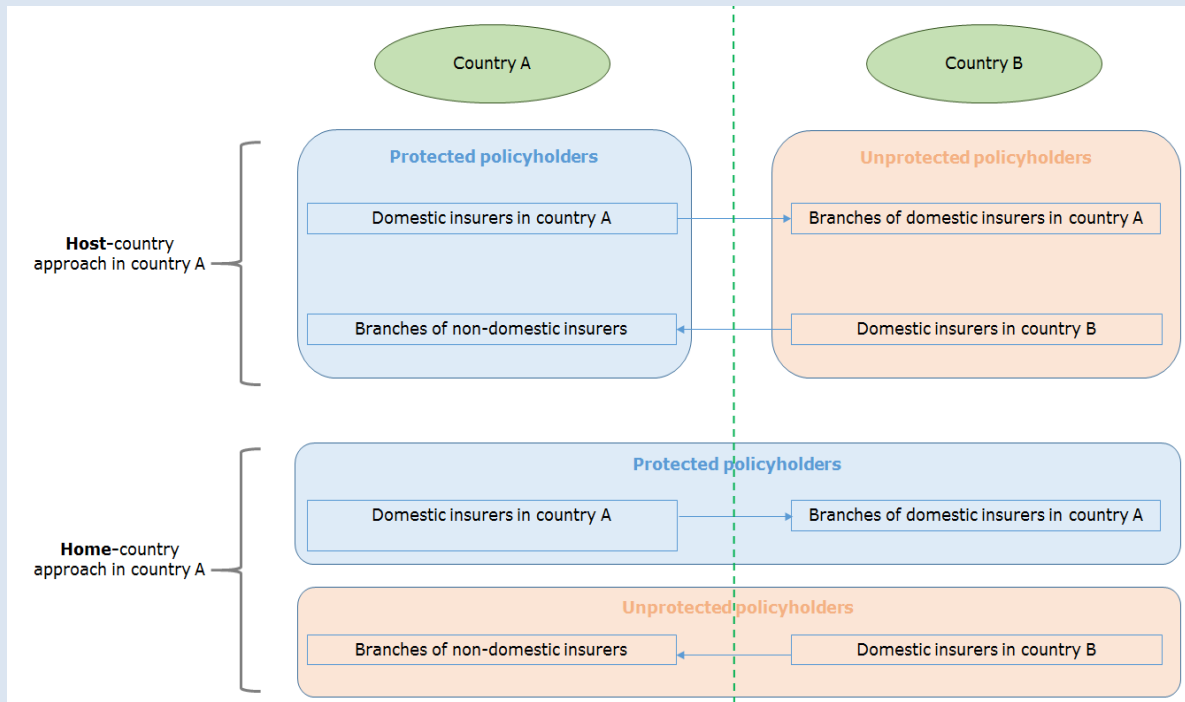 Country A
Country B
Protected policyholders
Unprotected policyholders
Domestic insurers in country A
Branches of domestic insurers in country A
Host-country
approach in country A
Branches of non-domestic insurers
Domestic insurers in country B
Protected policyholders
Domestic insurers in country A
Branches of domestic insurers in country A
Home-country
approach in country A
Unprotected policyholders
Branches of non-domestic insurers
Domestic insurers in country B